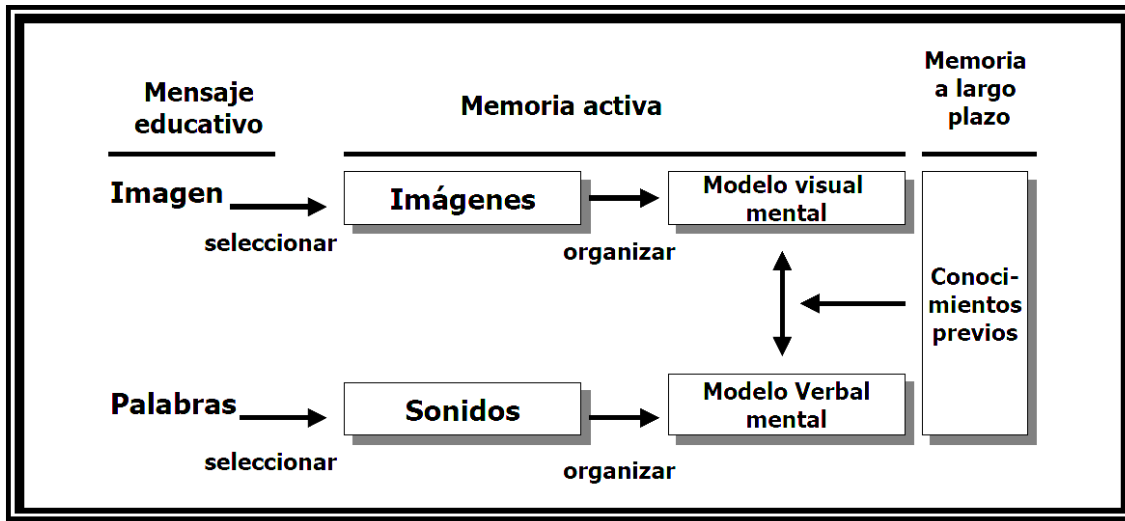 Mensaje
educativo
Memoria activa
Memoria
a largo
plazo
Imagen
seleccionar
Imágenes
organizar
Modelo visual
mental
Conoci-
mientos
previos
Palabras
seleccionar
Sonidos
organizar
Modelo Verbal
mental